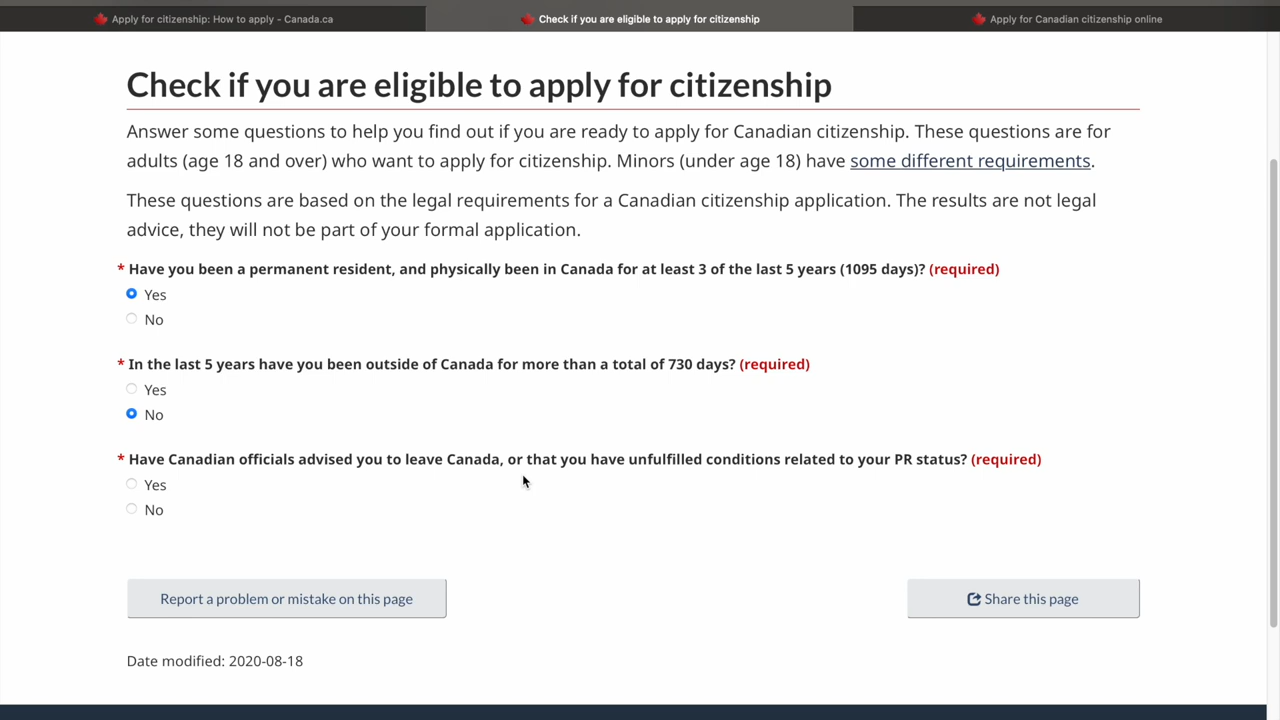 Apply for citizenship: How to apply - Canada.ca
Check if you are eligible to apply for citizenship
Apply for Canadian citizenship online
Check if you are eligible to apply for citizenship
Answer some questions to help you find out if you are ready to apply for Canadian citizenship. These questions are for
adults (age 18 and over) who want to apply for citizenship. Minors (under age 18) have some different requirements.
These questions are based on the legal requirements for a Canadian citizenship application. The results are not legal
advice, they will not be part of your formal application.
* Have you been a permanent resident, and physically been in Canada for at least 3 of the last 5 years (1095 days)? (required)
Yes
No
* In the last 5 years have you been outside of Canada for more than a total of 730 days? (required)
Yes
No
* Have Canadian officials advised you to leave Canada, or that you have unfulfilled conditions related to your PR status? (required)
Yes
No
Report a problem or mistake on this page
Share this page
Date modified: 2020-08-18